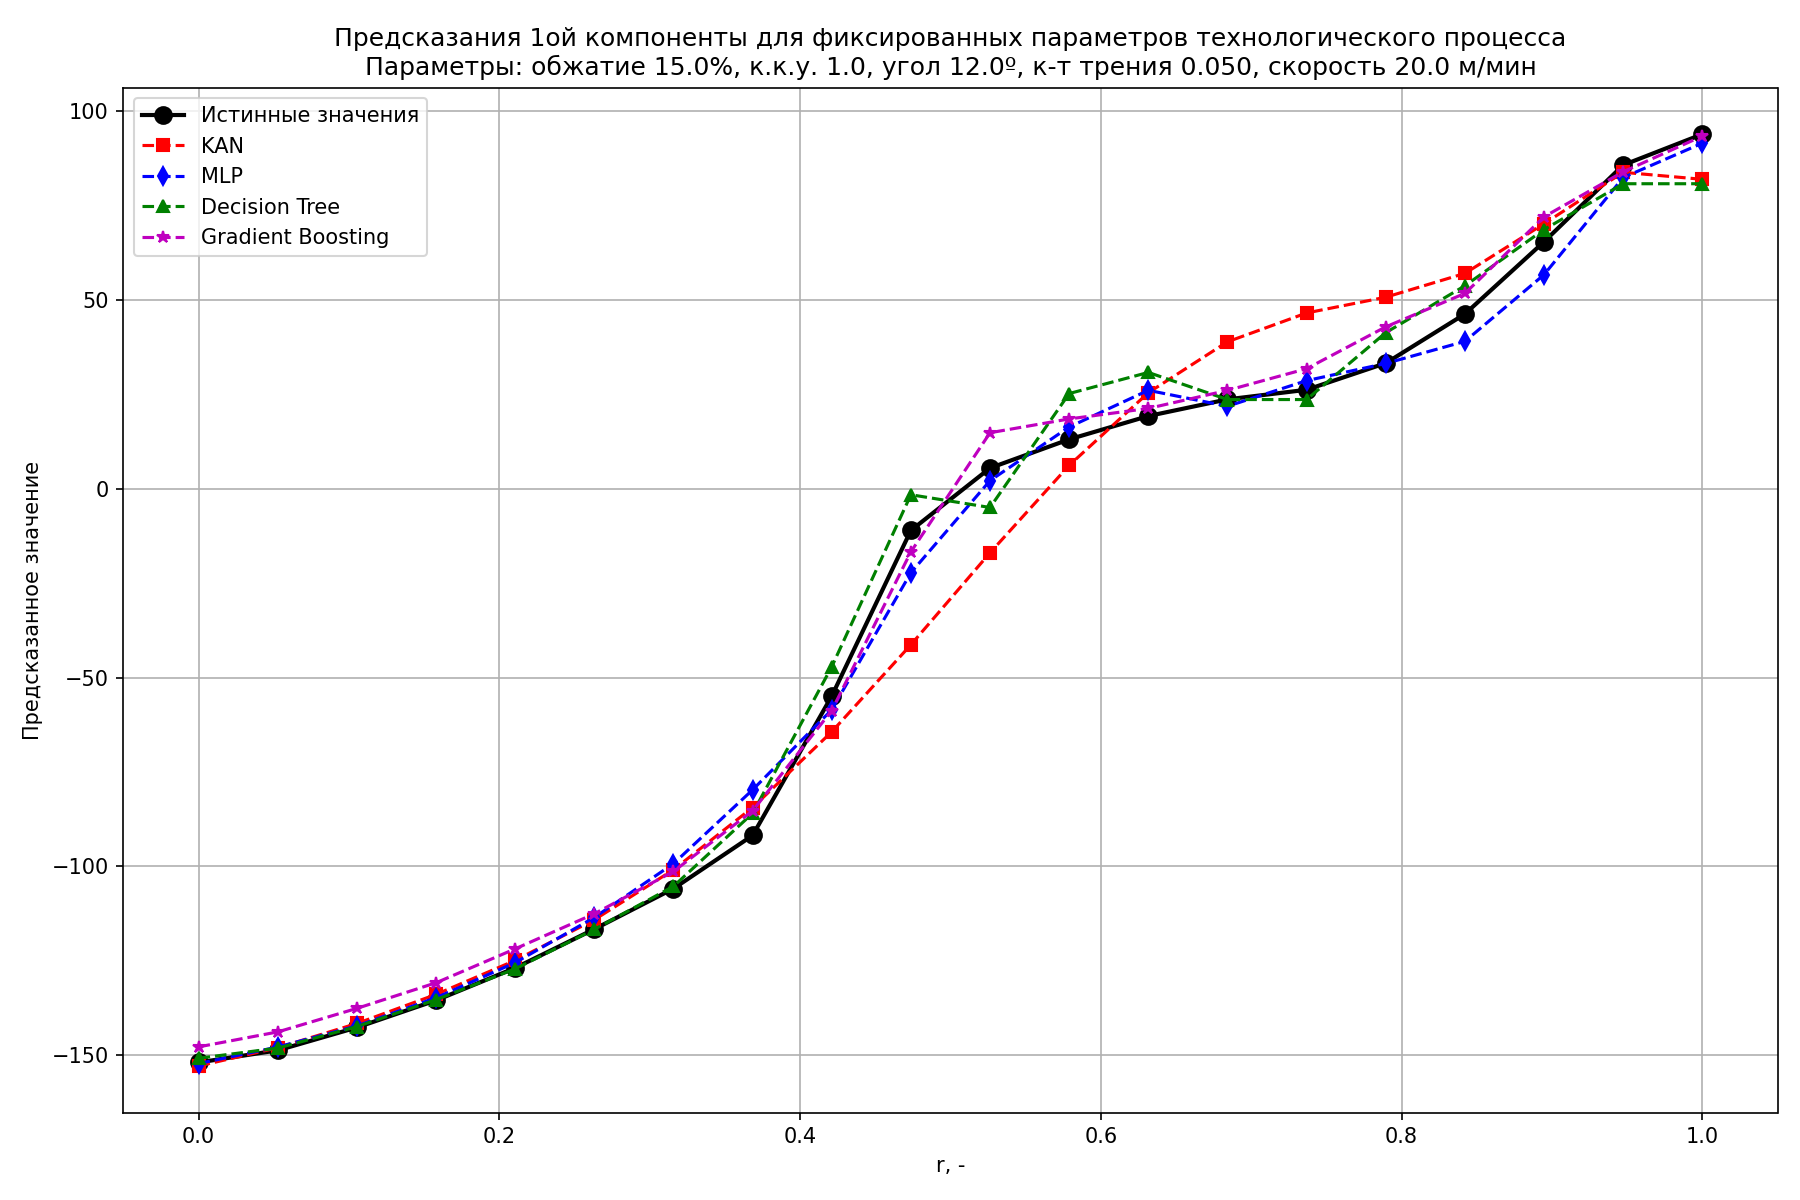 Предсказания 1ой компоненты для фиксированных параметров технологического процесса
Параметры: обжатие 15.0%, к.к.у. 1.0, угол 12.0º, к-т трения 0.050, скорость 20.0 м/мин
Истинные значения
KAN
MLP
Decision Tree
Gradient Boosting
Предсказанное значение
100
50
0
−50
−100
−150
0.0
0.2
0.4
0.6
0.8
1.0
r, -